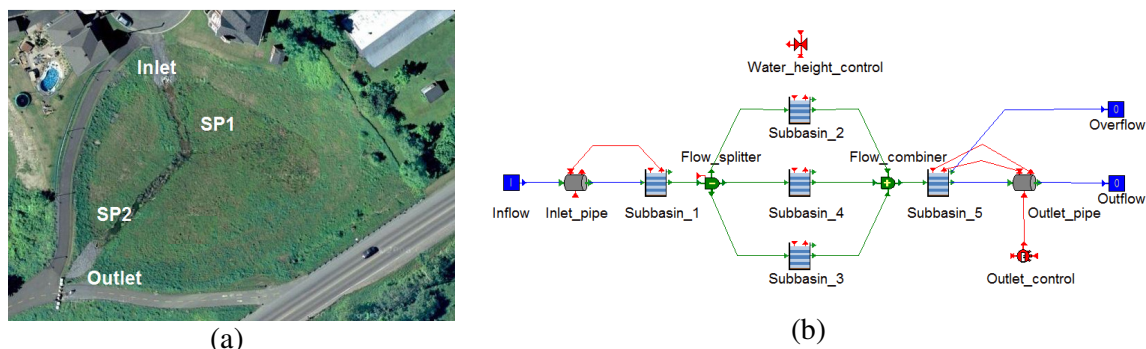 Inlet
SP1
SP2
Outlet
(a)
Water_height_control
Subbasin_2
Overflow
Flow_splitter
Flow_combiner
I
0
0
Inflow
Inlet_pipe
Subbasin_1
Subbasin_4
Subbasin_5
Outlet_pipe
Outflow
Subbasin_3
Outlet_control
(b)